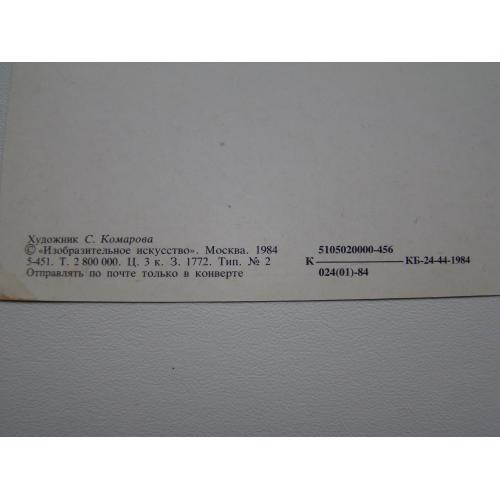 Художник С. Комарова
© «Изобразительное искусство». Москва. 1984
5-451. Т. 2 800 000. Ц. 3 к. З. 1772. Тип. № 2
Отправлять по почте только в конверте
5105020000-456
К ——— КБ-24-44-1984
024(01)-84